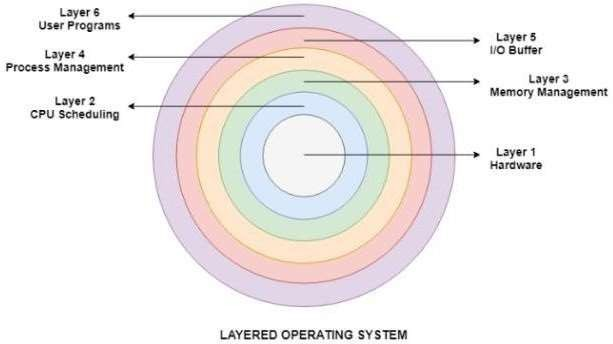 Layer 6
User Programs
Layer 5
I/O Buffer
Layer 4
Process Management
Layer 3
Memory Management
Layer 2
CPU Scheduling
Layer 1
Hardware
LAYERED OPERATING SYSTEM